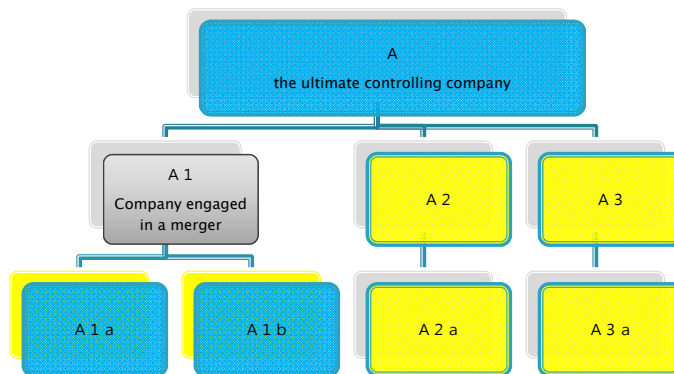 A
the ultimate controlling company
A 1
Company engaged
in a merger
A 2
A 3
A 1 a
A 1 b
A 2 a
A 3 a